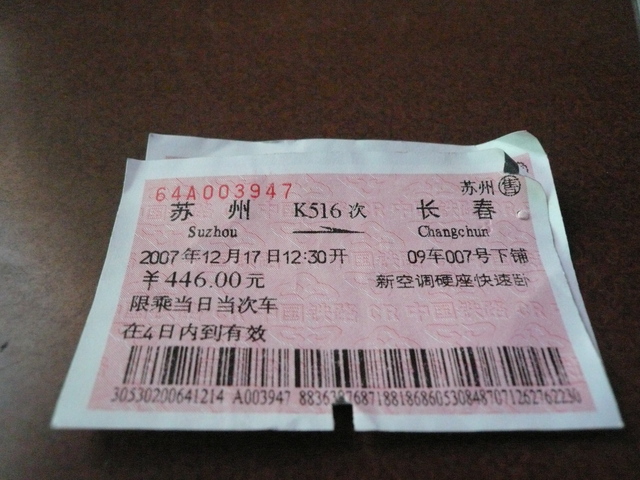 64A003947 苏州 售
苏州 K516次 长春
Suzhou Changchun
2007年12月17日12:30开 09车007号下铺
¥446.00元 新空调硬座快速卧
限乘当日当次车
在4日内到有效
30530200641214 A003947